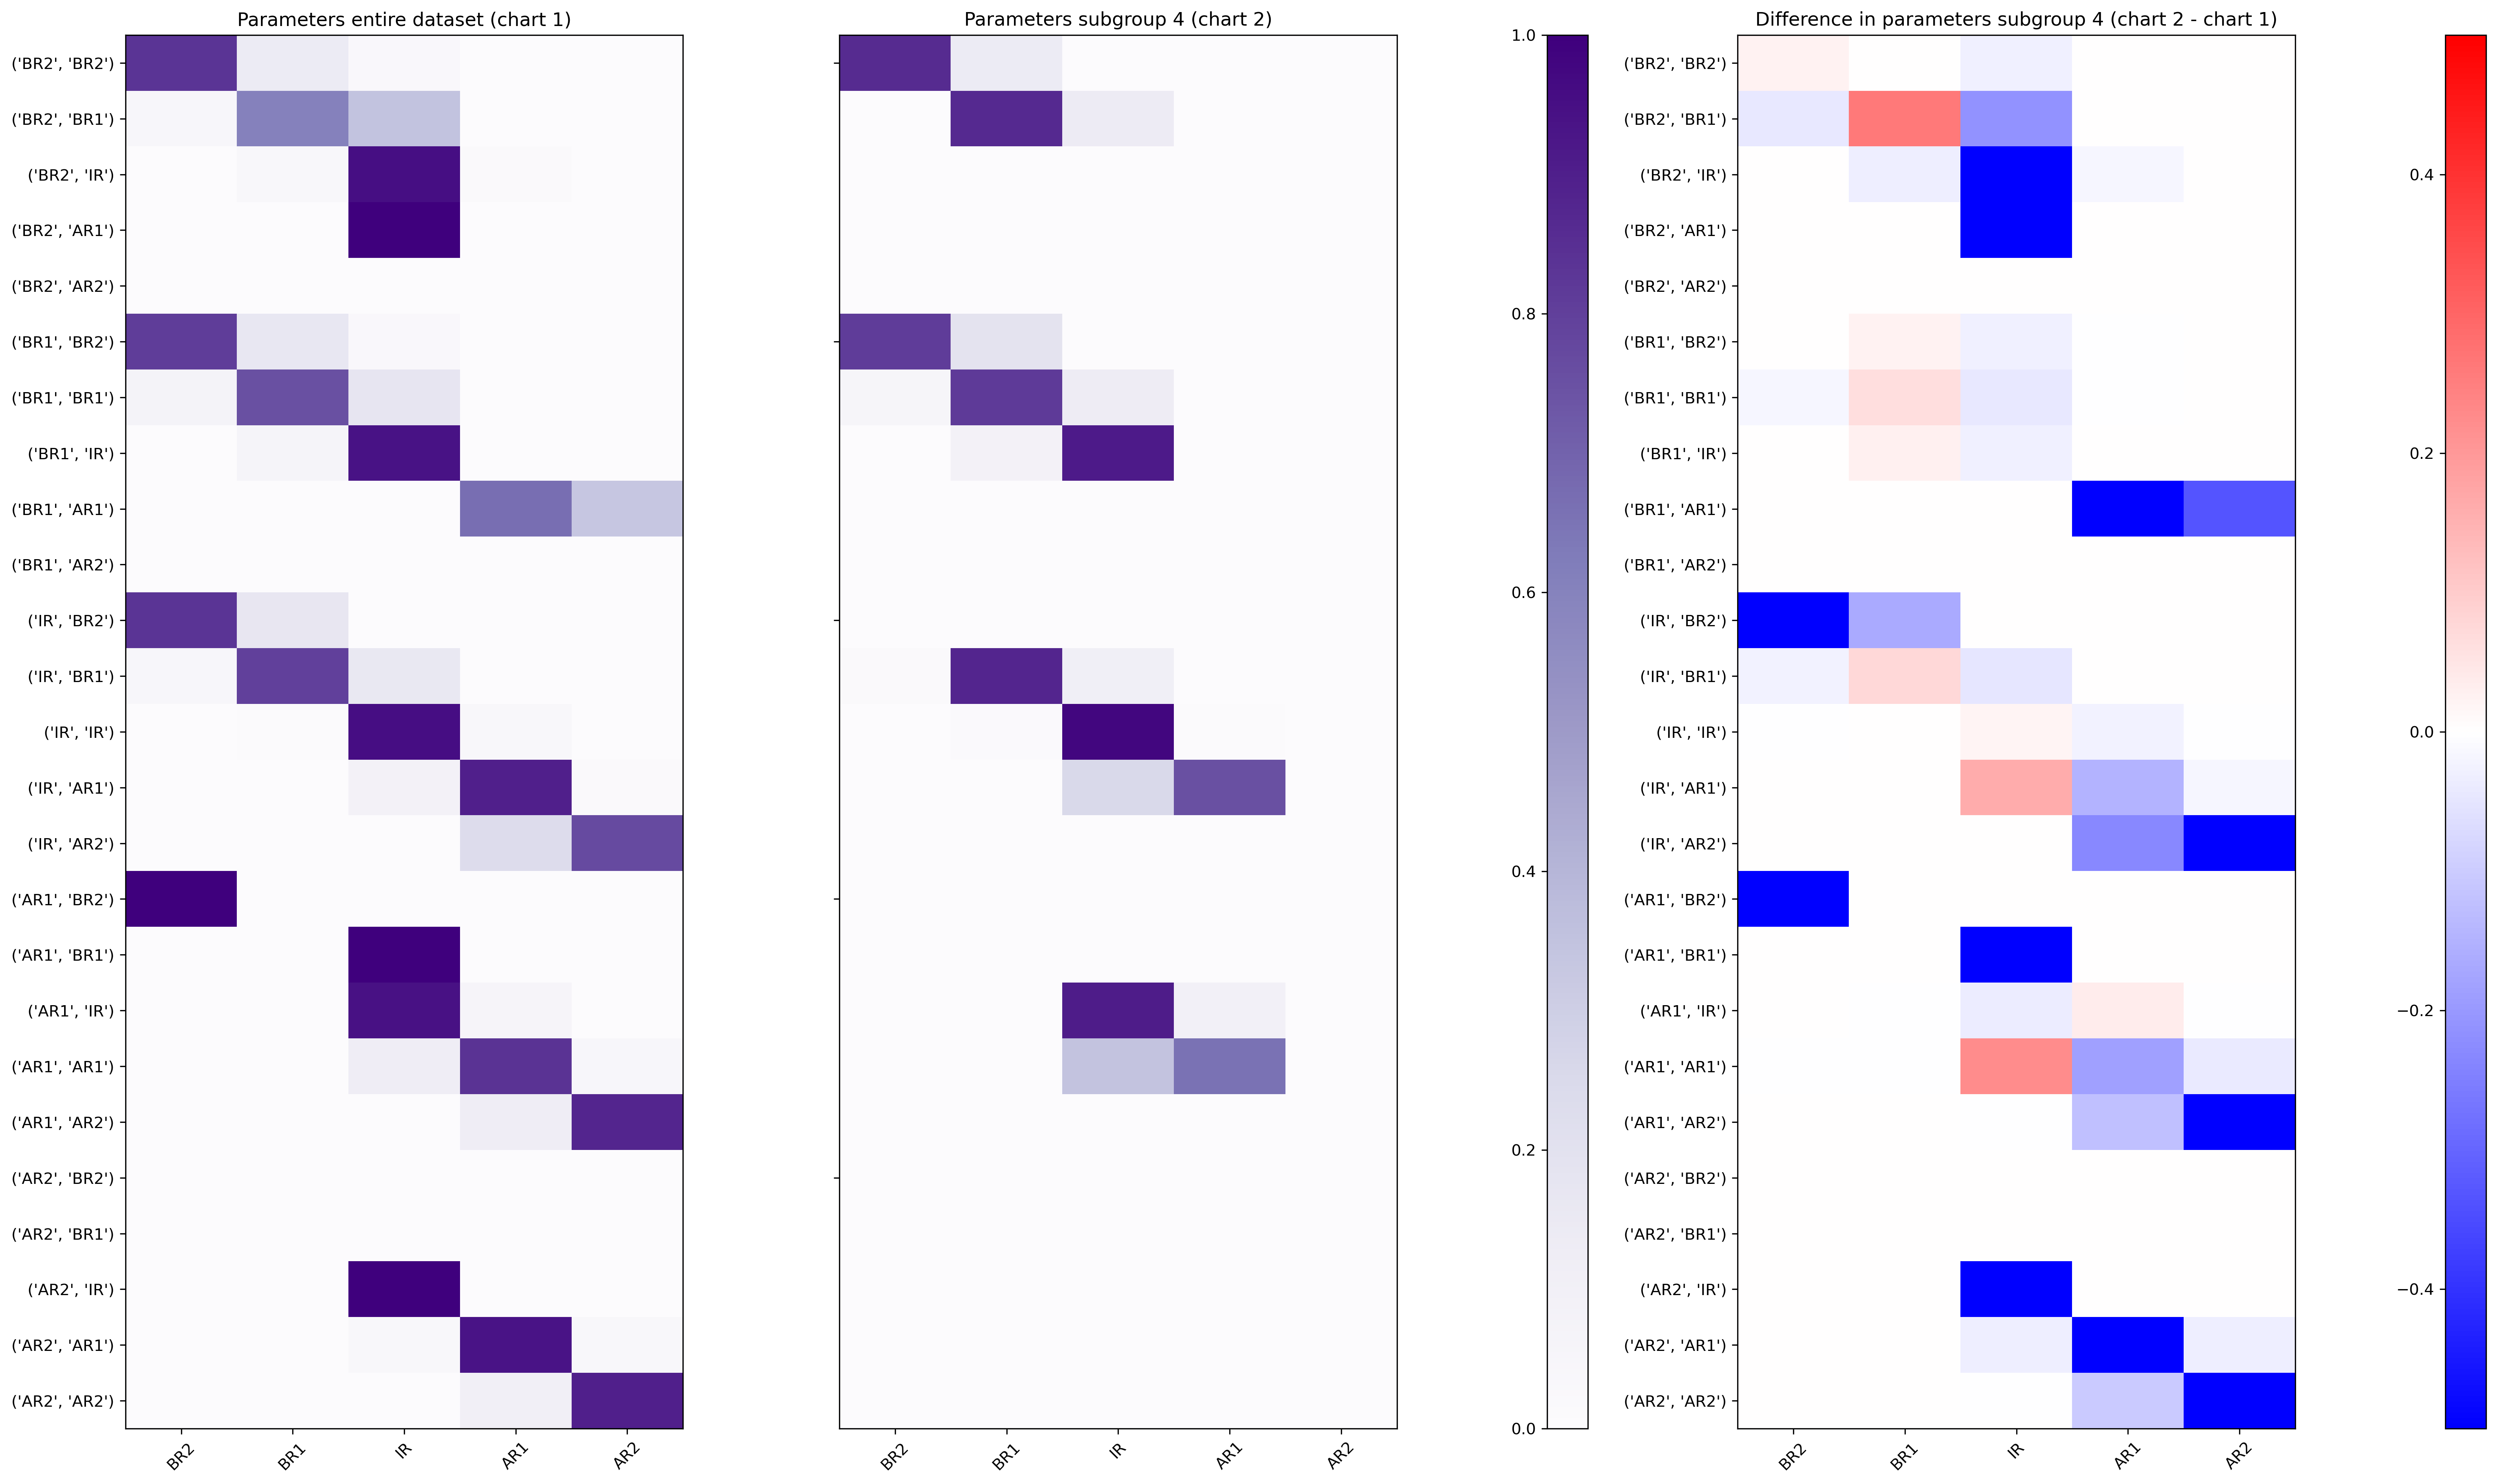 Parameters entire dataset (chart 1)
('BR2', 'BR2')
('BR2', 'BR1')
('BR2', 'IR')
('BR2', 'AR1')
('BR2', 'AR2')
('BR1', 'BR2')
('BR1', 'BR1')
('BR1', 'IR')
('BR1', 'AR1')
('BR1', 'AR2')
('IR', 'BR2')
('IR', 'BR1')
('IR', 'IR')
('IR', 'AR1')
('IR', 'AR2')
('AR1', 'BR2')
('AR1', 'BR1')
('AR1', 'IR')
('AR1', 'AR1')
('AR1', 'AR2')
('AR2', 'BR2')
('AR2', 'BR1')
('AR2', 'IR')
('AR2', 'AR1')
('AR2', 'AR2')
BR2
BR1
IR
AR1
AR2
Parameters subgroup 4 (chart 2)
BR2
BR1
IR
AR1
AR2
1.0
0.8
0.6
0.4
0.2
0.0
Difference in parameters subgroup 4 (chart 2 - chart 1)
('BR2', 'BR2')
('BR2', 'BR1')
('BR2', 'IR')
('BR2', 'AR1')
('BR2', 'AR2')
('BR1', 'BR2')
('BR1', 'BR1')
('BR1', 'IR')
('BR1', 'AR1')
('BR1', 'AR2')
('IR', 'BR2')
('IR', 'BR1')
('IR', 'IR')
('IR', 'AR1')
('IR', 'AR2')
('AR1', 'BR2')
('AR1', 'BR1')
('AR1', 'IR')
('AR1', 'AR1')
('AR1', 'AR2')
('AR2', 'BR2')
('AR2', 'BR1')
('AR2', 'IR')
('AR2', 'AR1')
('AR2', 'AR2')
BR2
BR1
IR
AR1
AR2
0.4
0.2
0.0
−0.2
−0.4